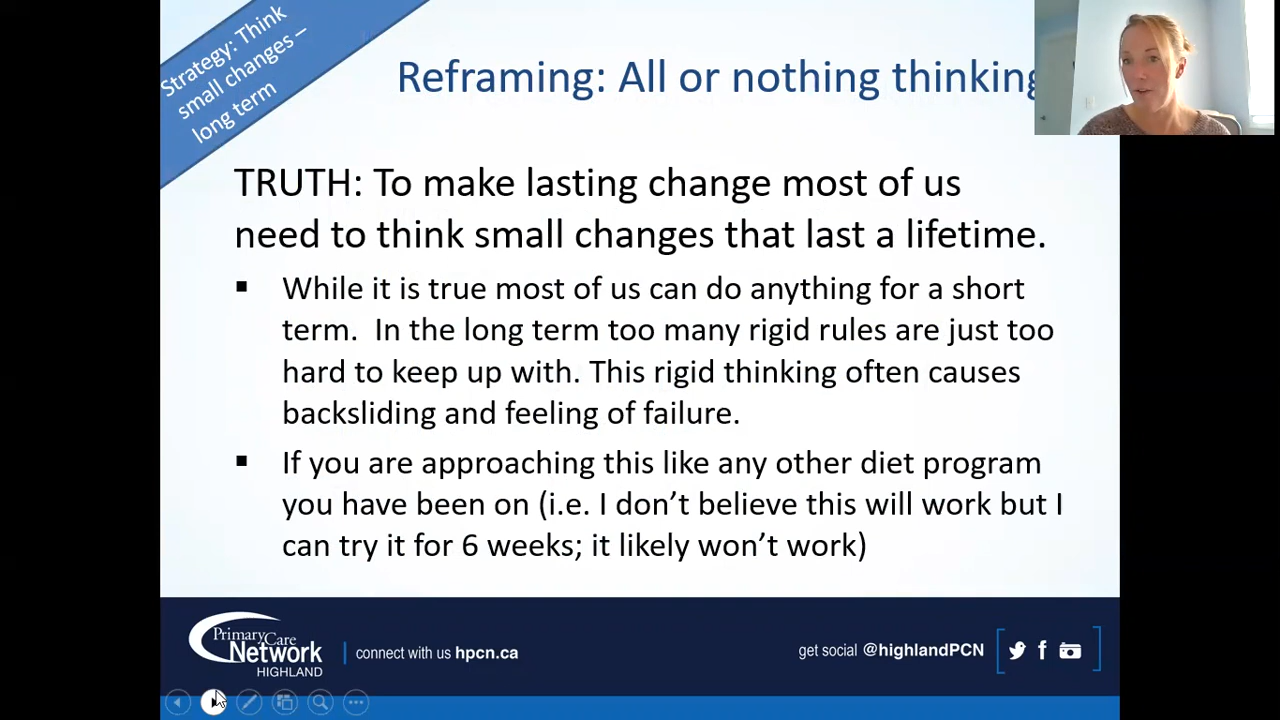 Strategy: Think
small changes –
long term
Reframing: All or nothing thinking
TRUTH: To make lasting change most of us
need to think small changes that last a lifetime.
▪ While it is true most of us can do anything for a short
term. In the long term too many rigid rules are just too
hard to keep up with. This rigid thinking often causes
backsliding and feeling of failure.
▪ If you are approaching this like any other diet program
you have been on (i.e. I don’t believe this will work but I
can try it for 6 weeks; it likely won’t work)
PrimaryCare
Network
HIGHLAND
connect with us hpcn.ca
get social @highlandPCN